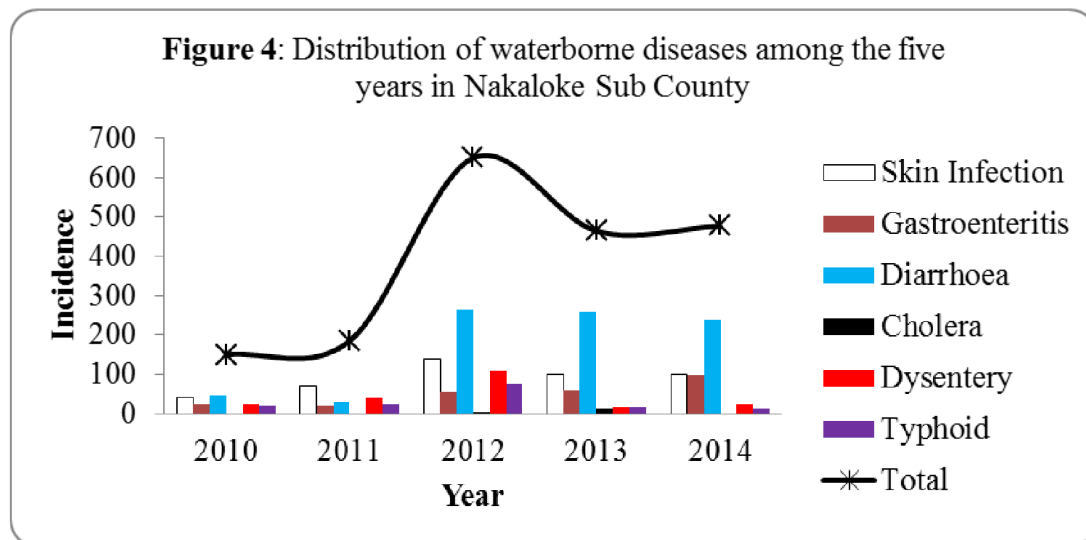 Figure 4: Distribution of waterborne diseases among the five
years in Nakaloke Sub County
700
600
500
400
300
200
100
0
Incidence
2010 2011 2012 2013 2014
Year
Skin Infection
Gastroenteritis
Diarrhoea
Cholera
Dysentery
Typhoid
Total